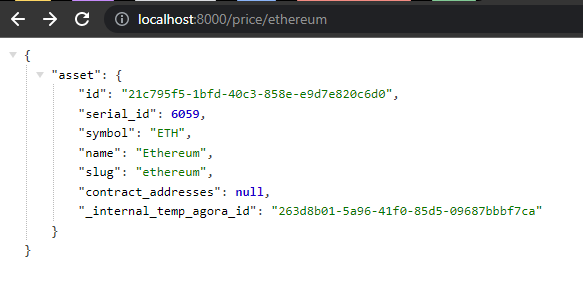 localhost:8000/price/ethereum
{
"asset": {
"id": "21c795f5-1bfd-40c3-858e-e9d7e820c6d0",
"serial_id": 6059,
"symbol": "ETH",
"name": "Ethereum",
"slug": "ethereum",
"contract_addresses": null,
"_internal_temp_agora_id": "263d8b01-5a96-41f0-85d5-09687bbbf7ca"
}
}